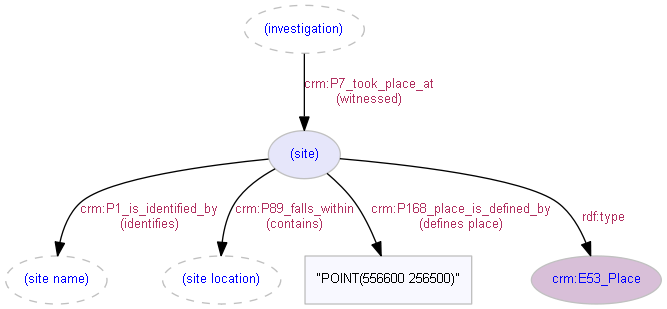 (investigation)
crm:P7_took_place_at
(witnessed)
(site)
crm:P1_is_identified_by
(identifies)
crm:P89_falls_within
(contains)
crm:P168_place_is_defined_by
(defines place)
rdf:type
(site name)
(site location)
"POINT(556600 256500)"
crm:E53_Place